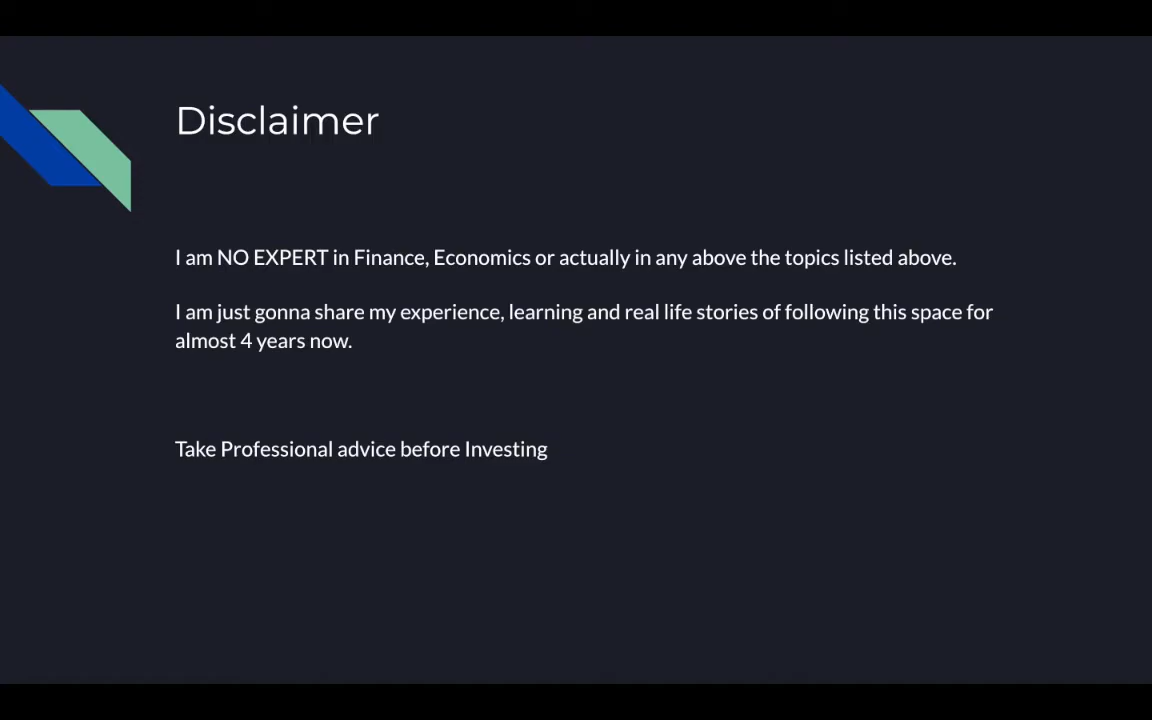 Disclaimer
I am NO EXPERT in Finance, Economics or actually in any above the topics listed above.
I am just gonna share my experience, learning and real life stories of following this space for
almost 4 years now.
Take Professional advice before Investing